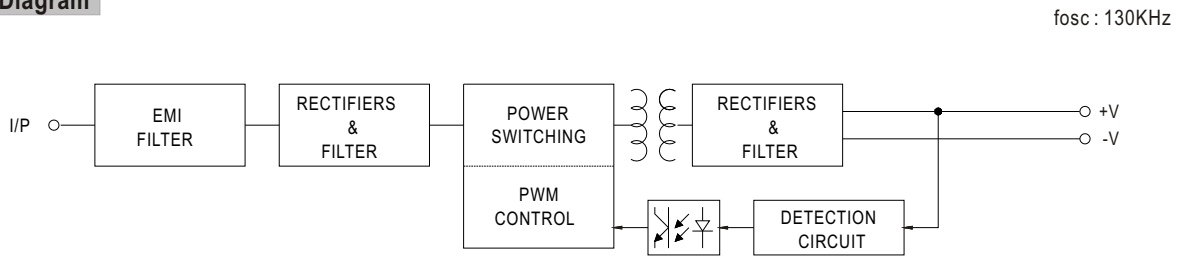 Diagram
fosc : 130KHz
I/P
EMI
FILTER
RECTIFIERS
&
FILTER
POWER
SWITCHING
PWM
CONTROL
RECTIFIERS
&
FILTER
+V
-V
DETECTION
CIRCUIT